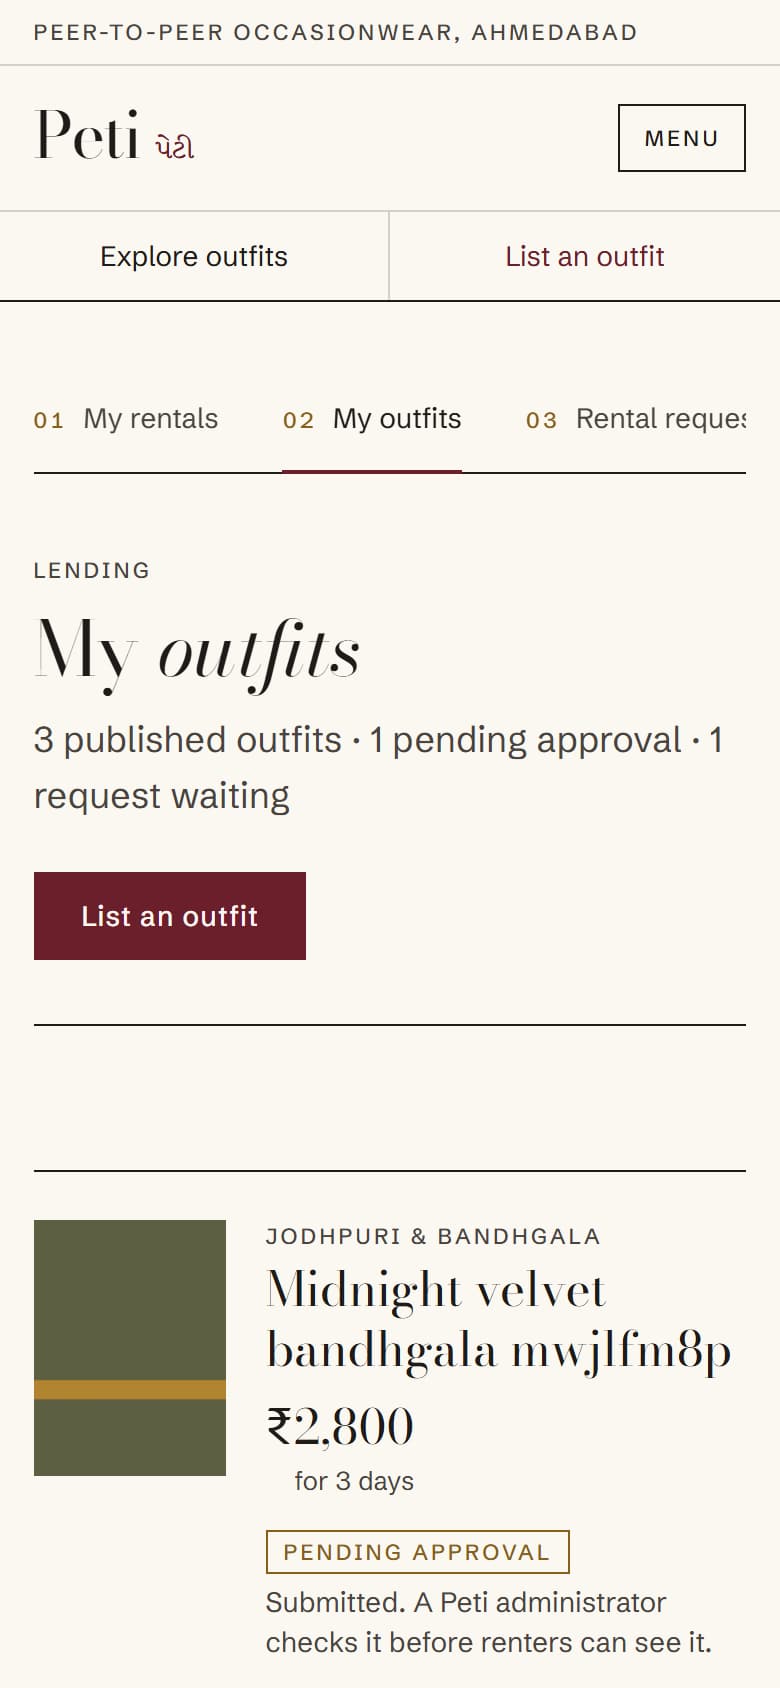 PEER-TO-PEER OCCASIONWEAR, AHMEDABAD
Peti પેટી
MENU
Explore outfits
List an outfit
01 My rentals
02 My outfits
03 Rental reques
LENDING
My outfits
3 published outfits · 1 pending approval · 1
request waiting
List an outfit
JODHPURI & BANDHGALA
Midnight velvet
bandhgala mwjlfm8p
₹2,800
for 3 days
PENDING APPROVAL
Submitted. A Peti administrator
checks it before renters can see it.